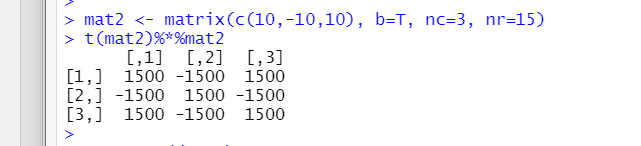 >
> mat2 <- matrix(c(10,-10,10), b=T, nc=3, nr=15)
> t(mat2)%*%mat2
      [,1]  [,2]  [,3]
[1,]  1500 -1500  1500
[2,] -1500  1500 -1500
[3,]  1500 -1500  1500
>